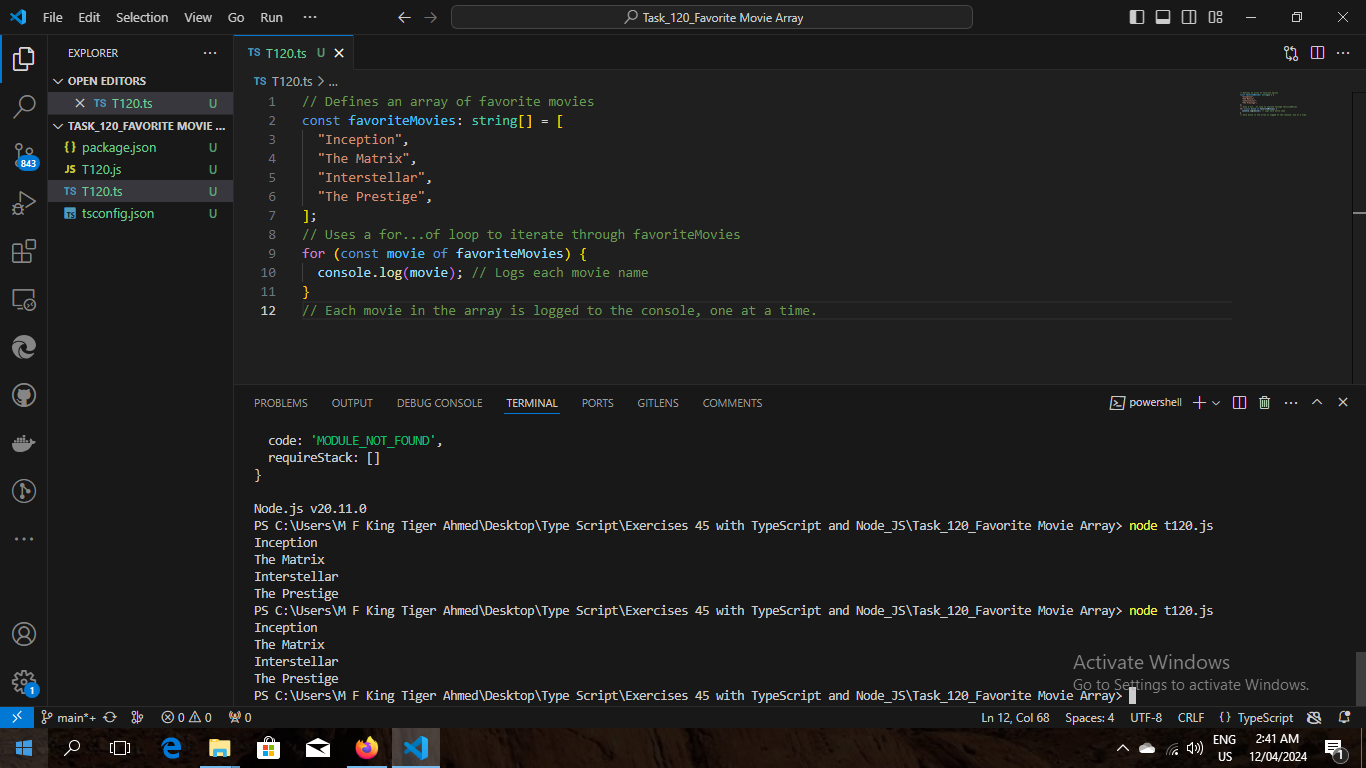 File Edit Selection View Go Run ··· Task_120_Favorite Movie Array
EXPLORER
OPEN EDITORS
TS T120.ts U
TASK_120_FAVORITE MOVIE ...
{} package.json U
JS T120.js U
TS T120.ts U
TS tsconfig.json U
843
1
TS T120.ts U
TS T120.ts > ...
1 // Defines an array of favorite movies
2 const favoriteMovies: string[] = [
3 "Inception",
4 "The Matrix",
5 "Interstellar",
6 "The Prestige",
7 ];
8 // Uses a for...of loop to iterate through favoriteMovies
9 for (const movie of favoriteMovies) {
10 console.log(movie); // Logs each movie name
11 }
12 // Each movie in the array is logged to the console, one at a time.
PROBLEMS OUTPUT DEBUG CONSOLE TERMINAL PORTS GITLENS COMMENTS powershell
code: 'MODULE_NOT_FOUND',
requireStack: []
}
Node.js v20.11.0
PS C:\Users\M F King Tiger Ahmed\Desktop\Type Script\Exercises 45 with TypeScript and Node_JS\Task_120_Favorite Movie Array> node t120.js
Inception
The Matrix
Interstellar
The Prestige
PS C:\Users\M F King Tiger Ahmed\Desktop\Type Script\Exercises 45 with TypeScript and Node_JS\Task_120_Favorite Movie Array> node t120.js
Inception
The Matrix
Interstellar
The Prestige
PS C:\Users\M F King Tiger Ahmed\Desktop\Type Script\Exercises 45 with TypeScript and Node_JS\Task_120_Favorite Movie Array>
Activate Windows
Go to Settings to activate Windows.
main*+ 0 0 0 Ln 12, Col 68 Spaces: 4 UTF-8 CRLF {} TypeScript
ENG 2:41 AM
US 12/04/2024 1